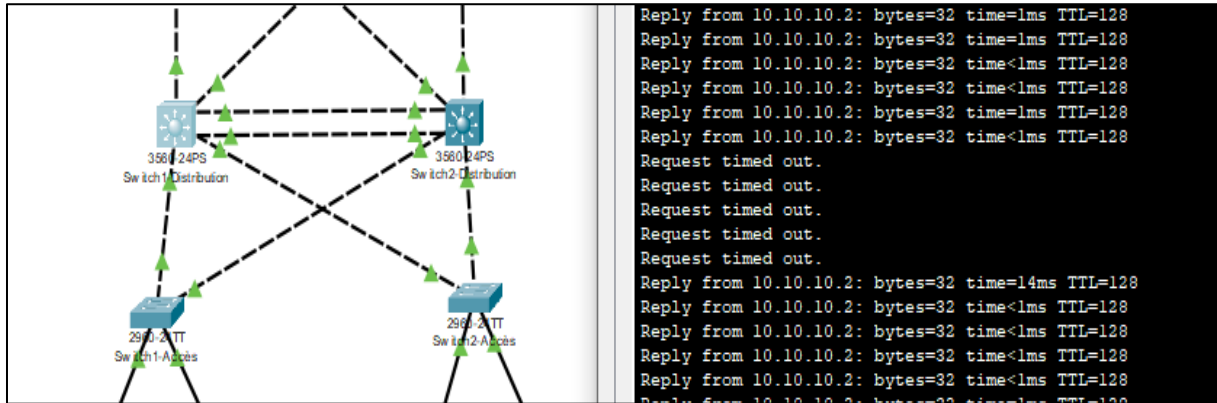 3560-24PS
Switch1-Distribution
3560-24PS
Switch2-Distribution
2960-24TT
Switch1-Accès
2960-24TT
Switch2-Accès
Reply from 10.10.10.2: bytes=32 time=1ms TTL=128
Reply from 10.10.10.2: bytes=32 time=1ms TTL=128
Reply from 10.10.10.2: bytes=32 time<1ms TTL=128
Reply from 10.10.10.2: bytes=32 time<1ms TTL=128
Reply from 10.10.10.2: bytes=32 time=1ms TTL=128
Reply from 10.10.10.2: bytes=32 time<1ms TTL=128
Request timed out.
Request timed out.
Request timed out.
Request timed out.
Request timed out.
Reply from 10.10.10.2: bytes=32 time=14ms TTL=128
Reply from 10.10.10.2: bytes=32 time<1ms TTL=128
Reply from 10.10.10.2: bytes=32 time<1ms TTL=128
Reply from 10.10.10.2: bytes=32 time<1ms TTL=128
Reply from 10.10.10.2: bytes=32 time<1ms TTL=128